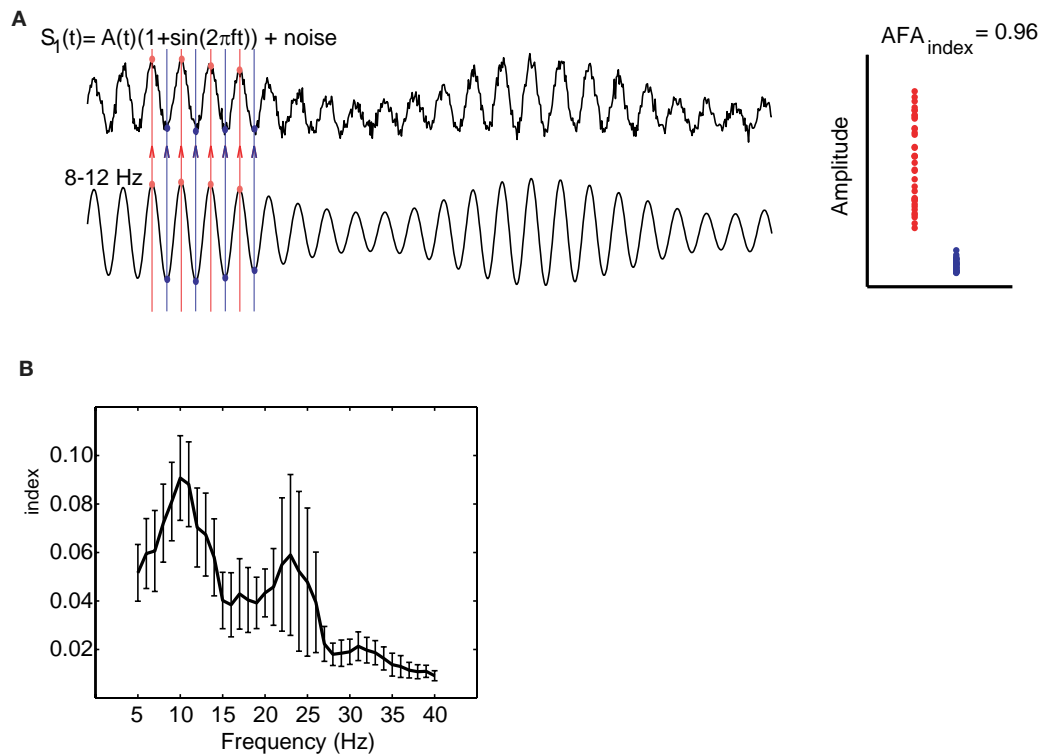 A
S1(t)= A(t)(1+sin(2πft)) + noise
AFAindex = 0.96
8-12 Hz
Amplitude
B
index
0.10
0.08
0.06
0.04
0.02
5 10 15 20 25 30 35 40
Frequency (Hz)